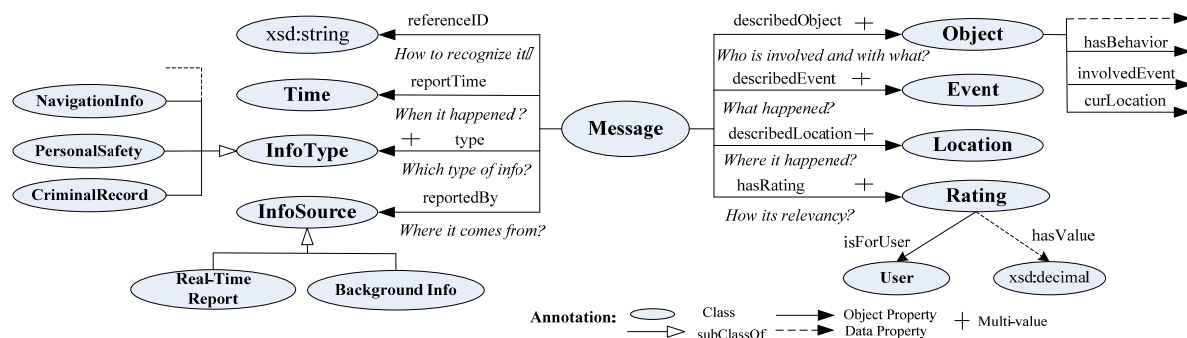 referenceID
xsd:string
How to recognize it
reportTime
Time
When it happened ?
NavigationInfo
PersonalSafety
CriminalRecord
+ type
InfoType
Which type of info?
reportedBy
InfoSource
Where it comes from?
Real-Time
Report
Background Info
Message
describedObject +
Object
Who is involved and with what?
hasBehavior
involvedEvent
curLocation
describedEvent +
Event
What happened?
describedLocation +
Location
Where it happened?
hasRating +
Rating
How its relevancy?
isForUser
hasValue
User
xsd:decimal
Annotation: Class Object Property + Multi-value
subClassOf Data Property